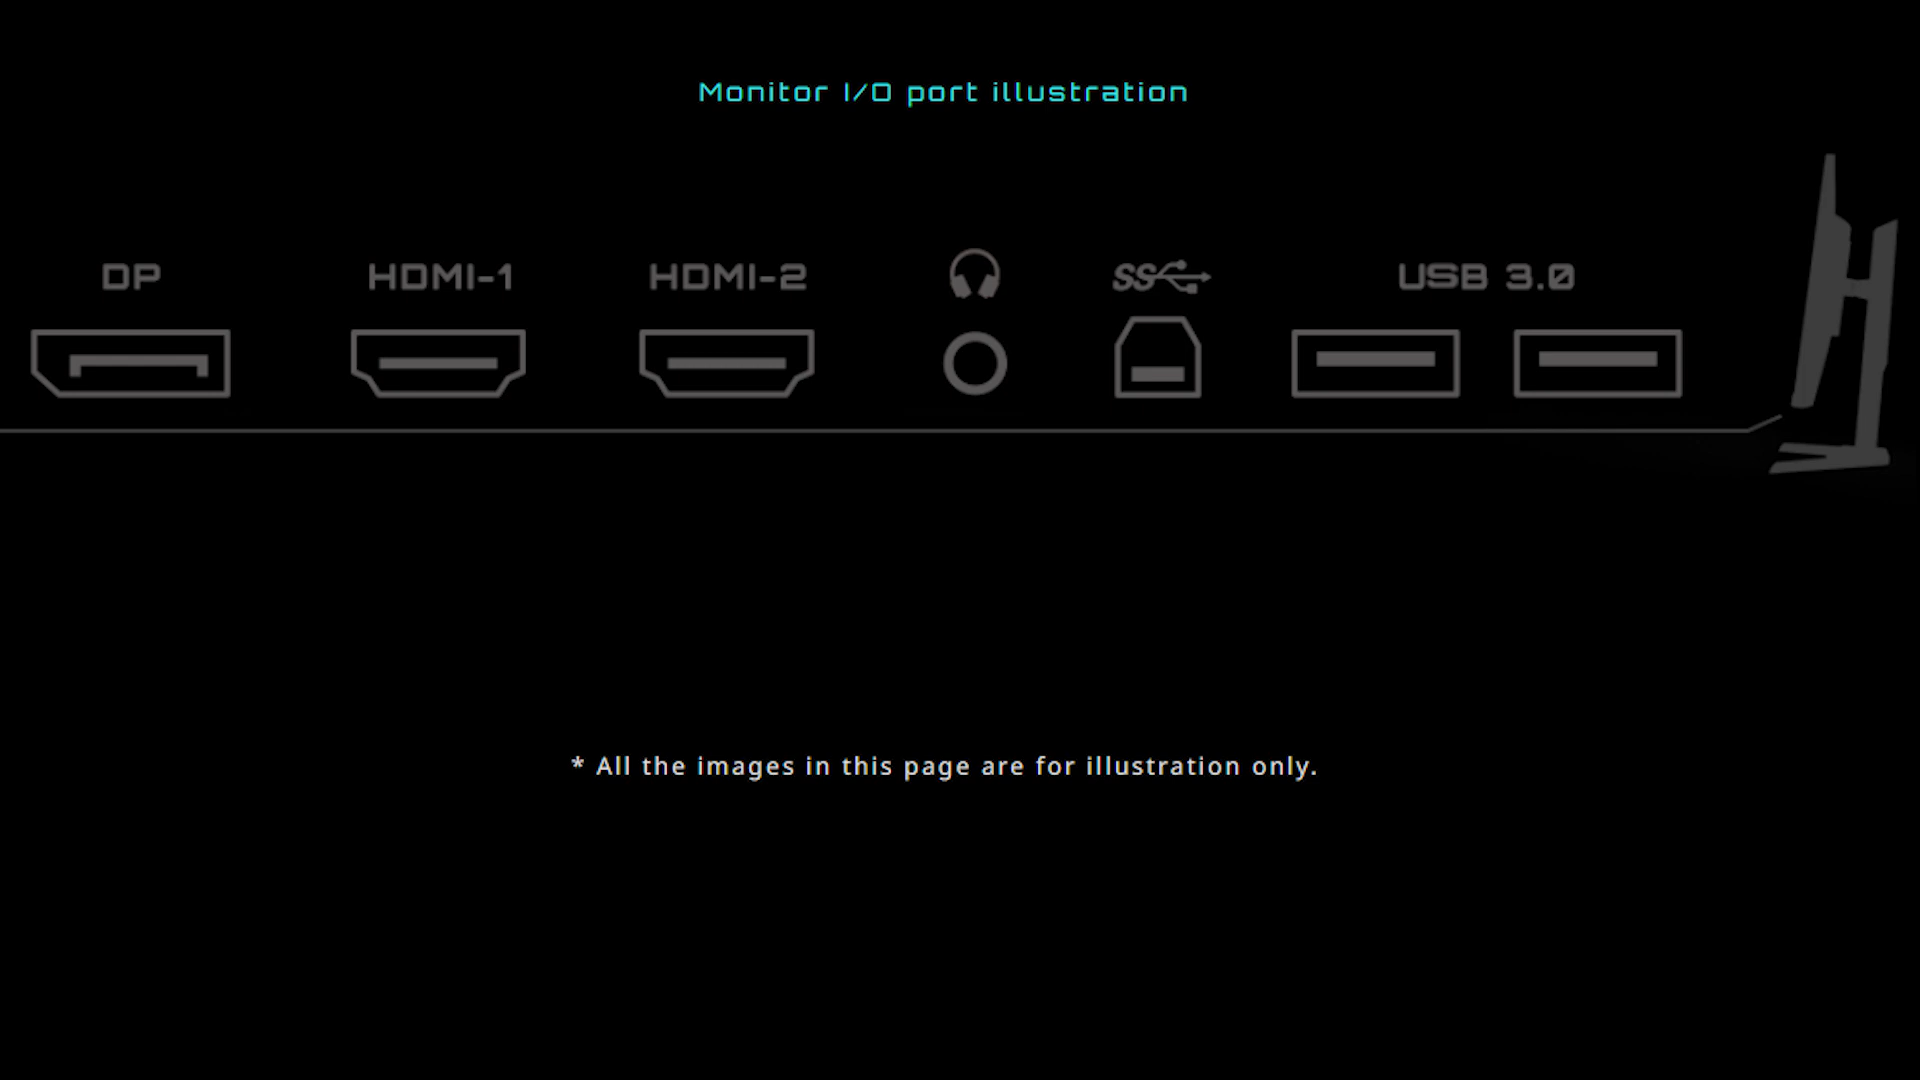 Monitor I/O port illustration
DP HDMI-1 HDMI-2 SS USB 3.0
* All the images in this page are for illustration only.